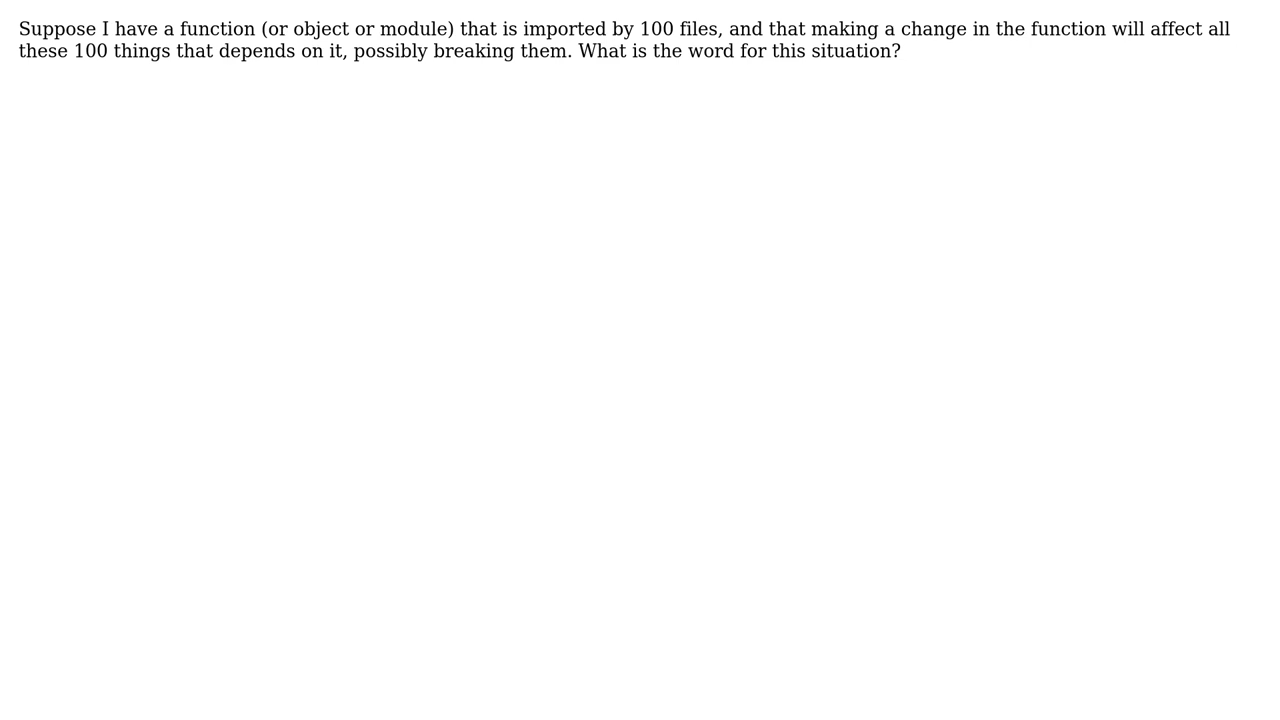 Suppose I have a function (or object or module) that is imported by 100 files, and that making a change in the function will affect all
these 100 things that depends on it, possibly breaking them. What is the word for this situation?